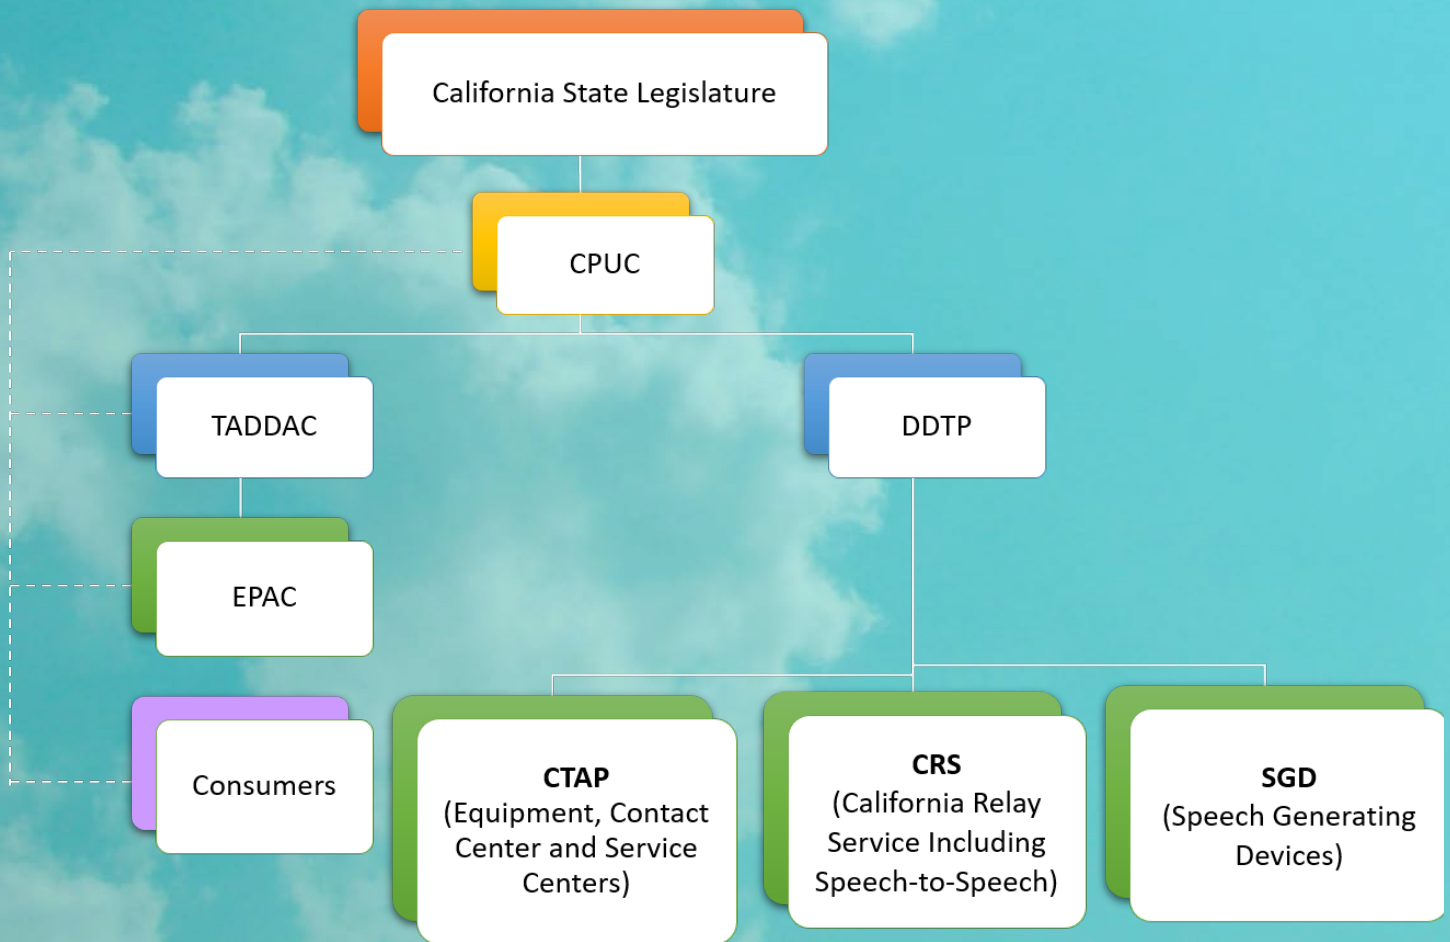 California State Legislature
CPUC
TADDAC
DDTP
EPAC
Consumers
CTAP
(Equipment, Contact
Center and Service
Centers)
CRS
(California Relay
Service Including
Speech-to-Speech)
SGD
(Speech Generating
Devices)